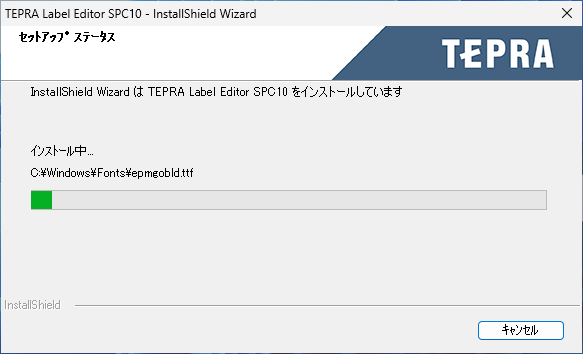 TEPRA Label Editor SPC10 - InstallShield Wizard
ｾｯﾄｱｯﾌﾟ ｽﾃｰﾀｽ
TEPRA
InstallShield Wizard は TEPRA Label Editor SPC10 をインストールしています
インストール中...
C:¥Windows¥Fonts¥epmgobld.ttf
InstallShield
ｷｬﾝｾﾙ